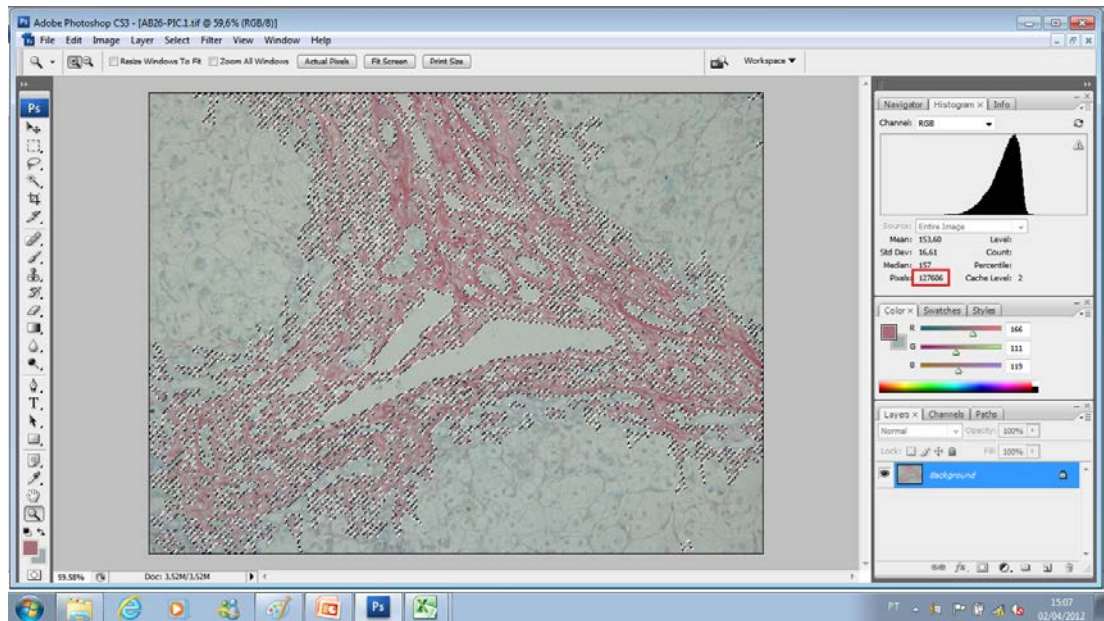 Adobe Photoshop CS3 - [AB26-PIC.1.tif @ 59,6% (RGB/8)]
File Edit Image Layer Select Filter View Window Help
Resize Windows To Fit Zoom All Windows Actual Pixels Fit Screen Print Size Workspace
Ps
Navigator Histogram × Info
Channel: RGB
Source: Entire Image
Mean: 153,60 Level:
Std Dev: 16,61 Count:
Median: 157 Percentile:
Pixels: 127606 Cache Level: 2
Color × Swatches Styles
R 166
G 111
B 119
Layers × Channels Paths
Normal Opacity: 100%
Lock: Fill: 100%
Background
59.58% Doc: 3,52M/3,52M
Ps
PT 15:07
02/04/2012